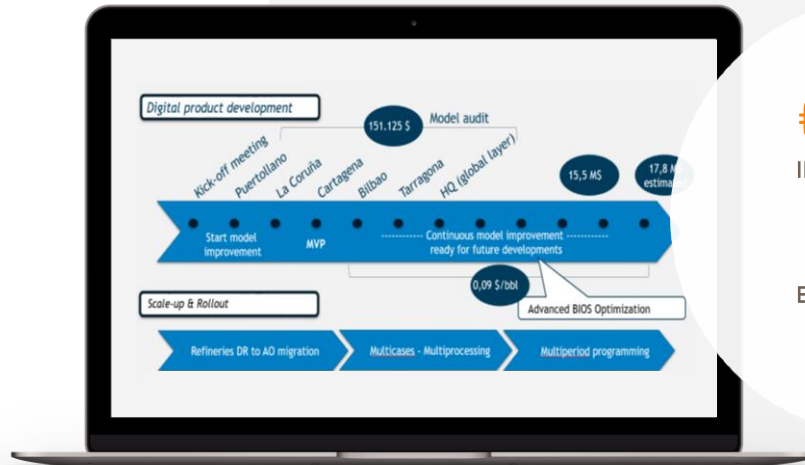 Digital product development
151.125 $
Model audit
Kick-off meeting
Puertollano
La Coruña
Cartagena
Bilbao
Tarragona
HQ (global layer)
15,5 M$
17,8 M
Start model
improvement
MVP
Continuous model improvement
ready for future developments
0,09 $/bbl
Advanced BIOS Optimization
Scale-up & Rollout
Refineries DR to AO migration
Multicases - Multiprocessing
Multiperiod programming